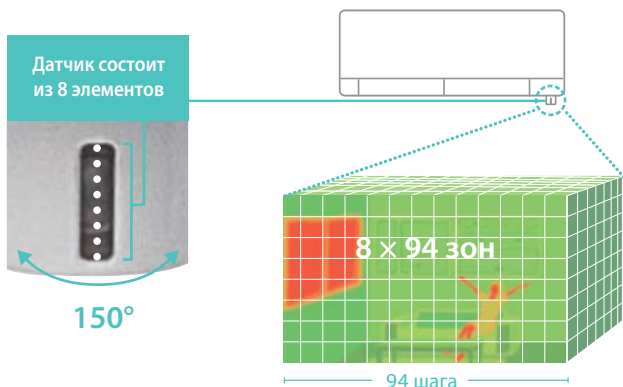 Датчик состоит
из 8 элементов
8 × 94 зон
150°
94 шага